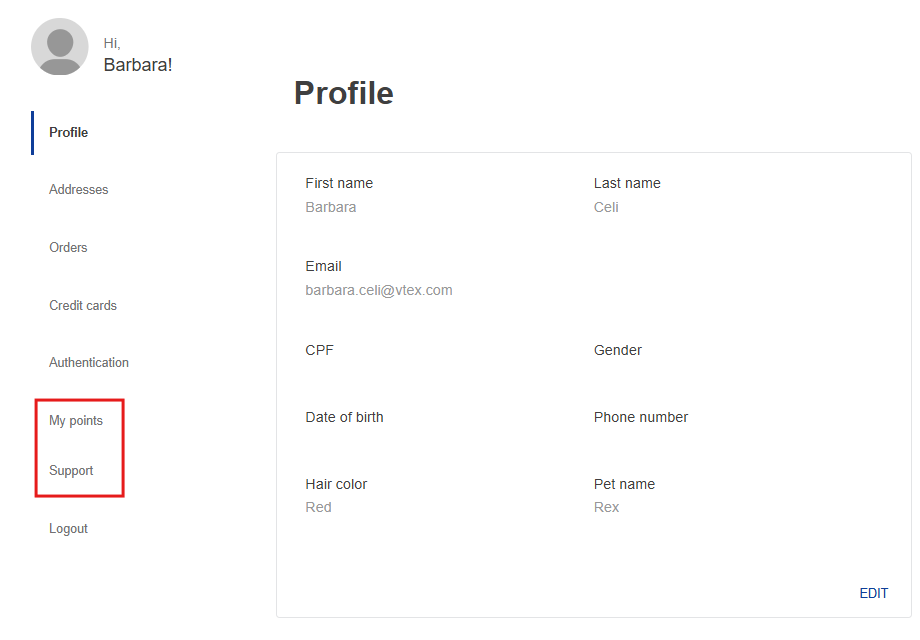 Hi,
Barbara!
Profile
Addresses
Orders
Credit cards
Authentication
My points
Support
Logout
Profile
First name
Barbara
Last name
Celi
Email
barbara.celi@vtex.com
CPF
Gender
Date of birth
Phone number
Hair color
Red
Pet name
Rex
EDIT